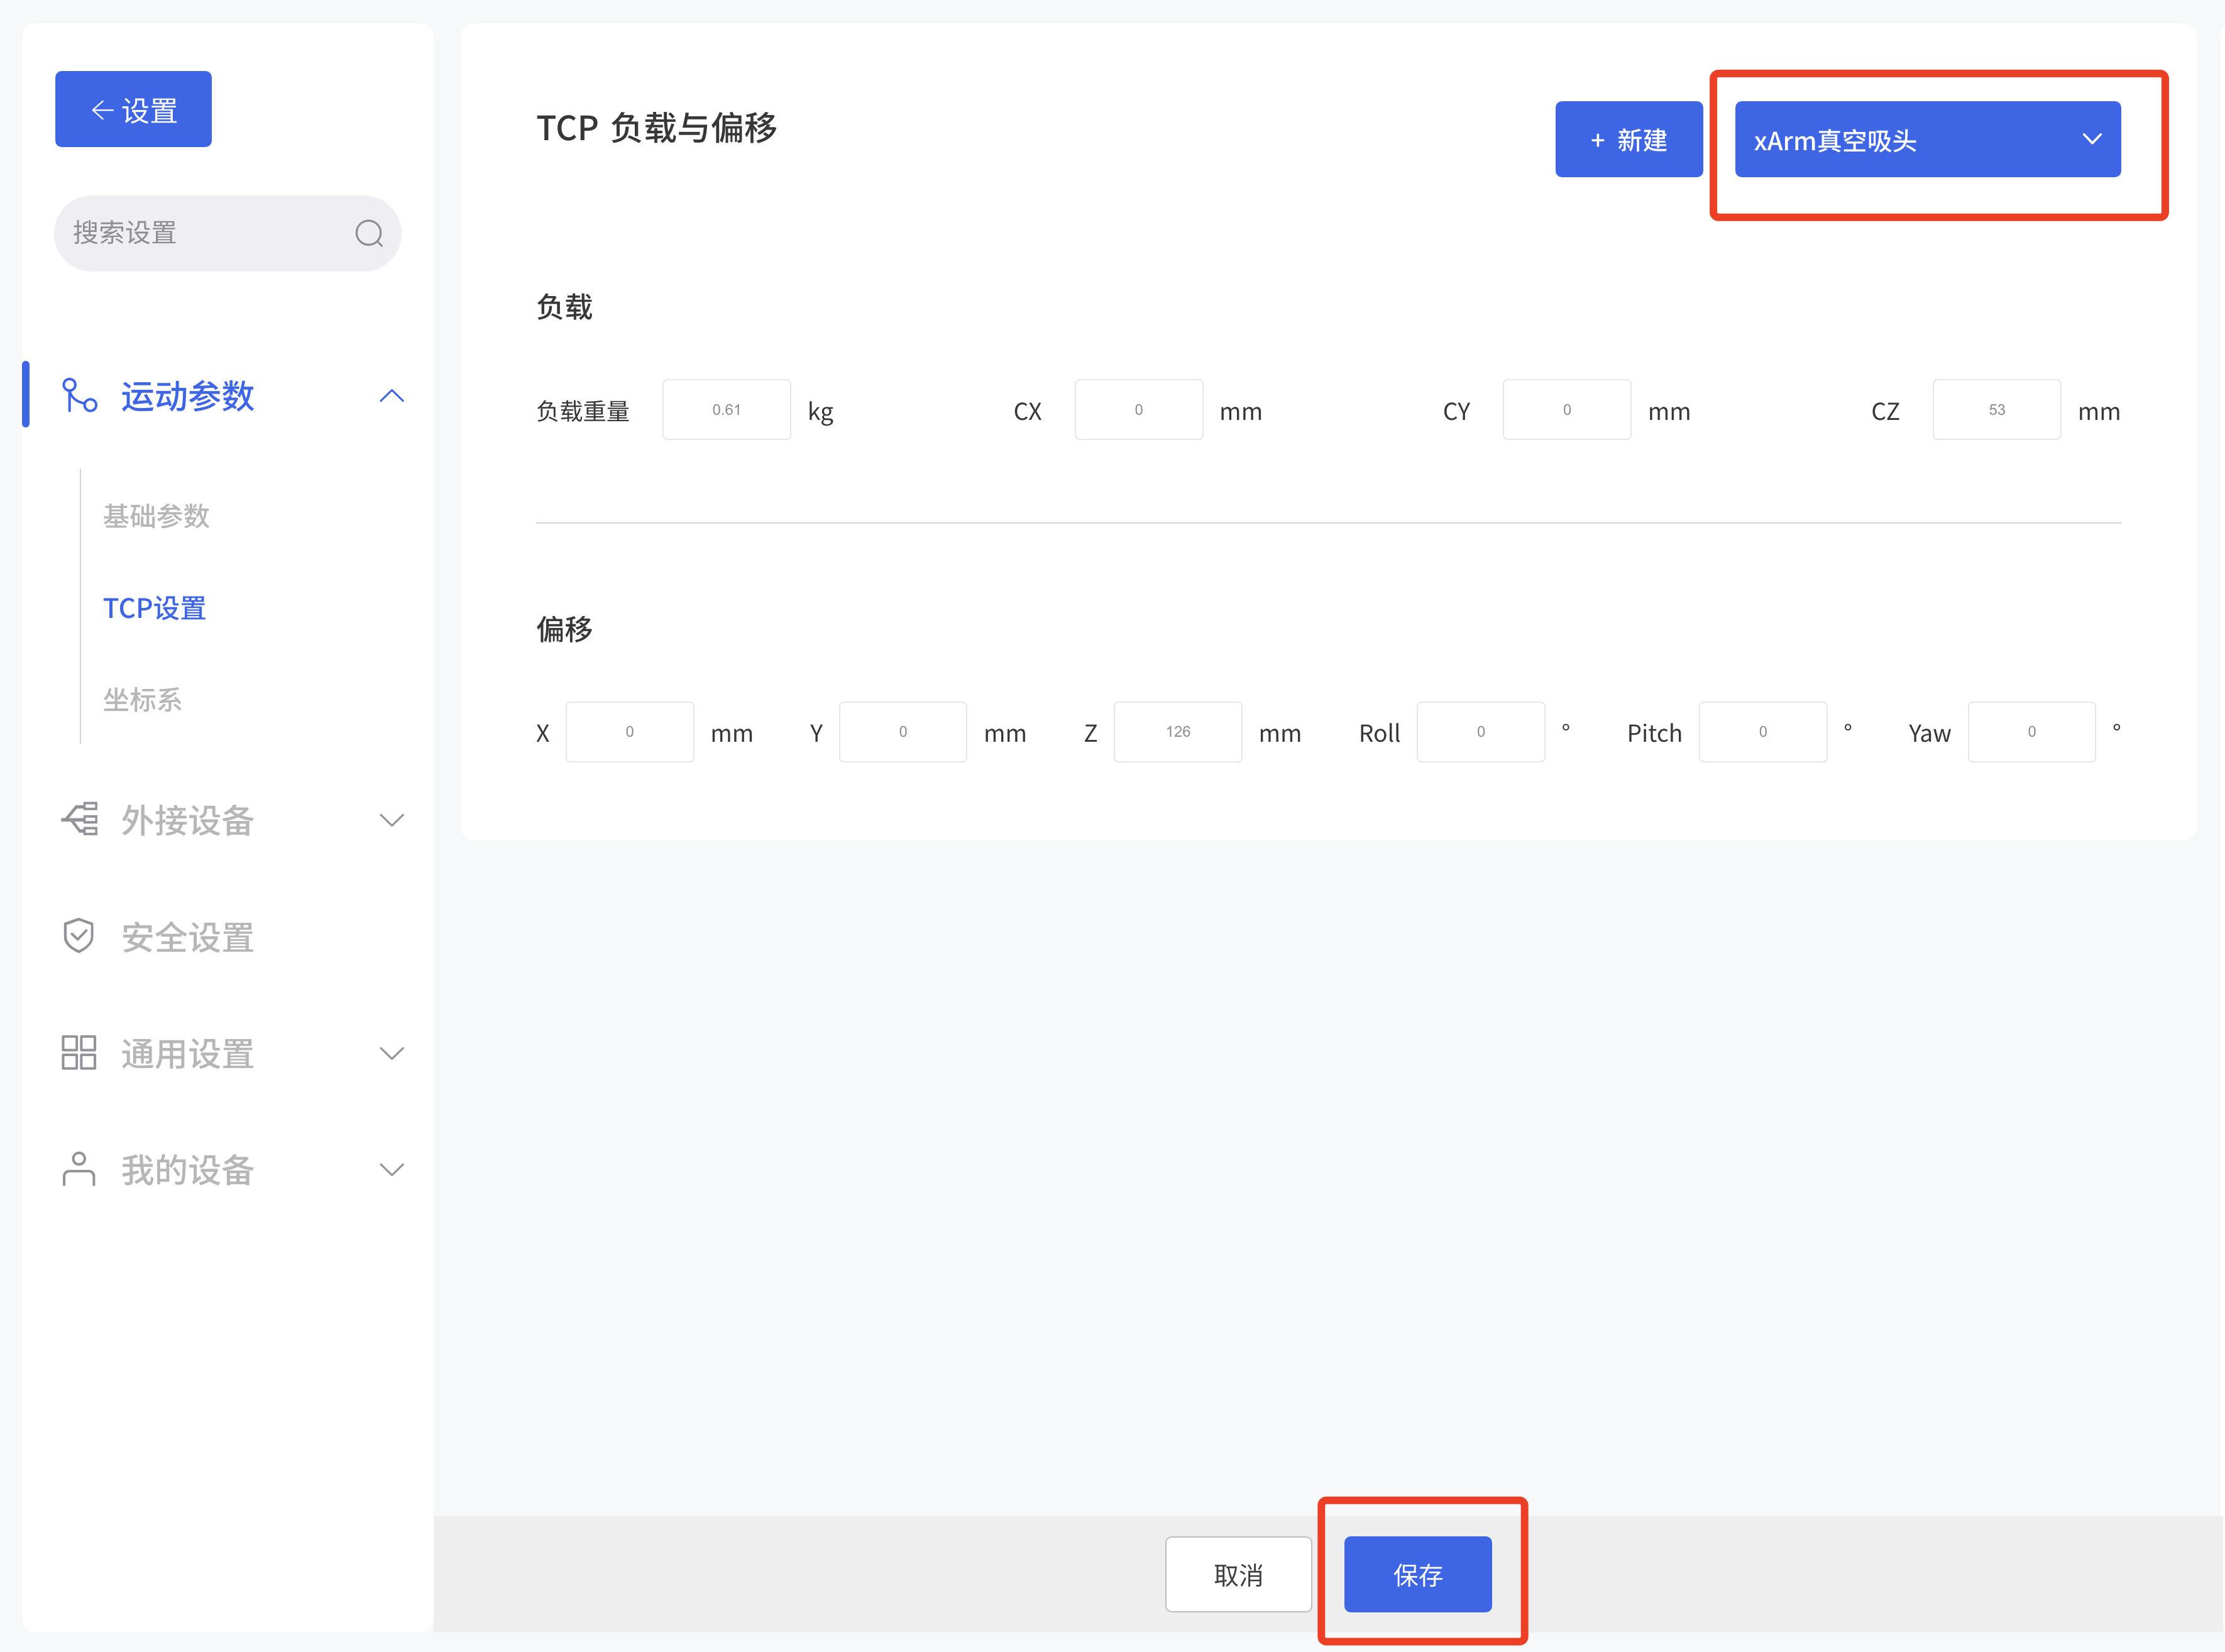 设置
搜索设置
运动参数
基础参数
TCP设置
坐标系
外接设备
安全设置
通用设置
我的设备
TCP 负载与偏移
+ 新建
xArm真空吸头
负载
负载重量 0.61 kg CX 0 mm CY 0 mm CZ 53 mm
偏移
X 0 mm Y 0 mm Z 126 mm Roll 0 ° Pitch 0 ° Yaw 0 °
取消
保存